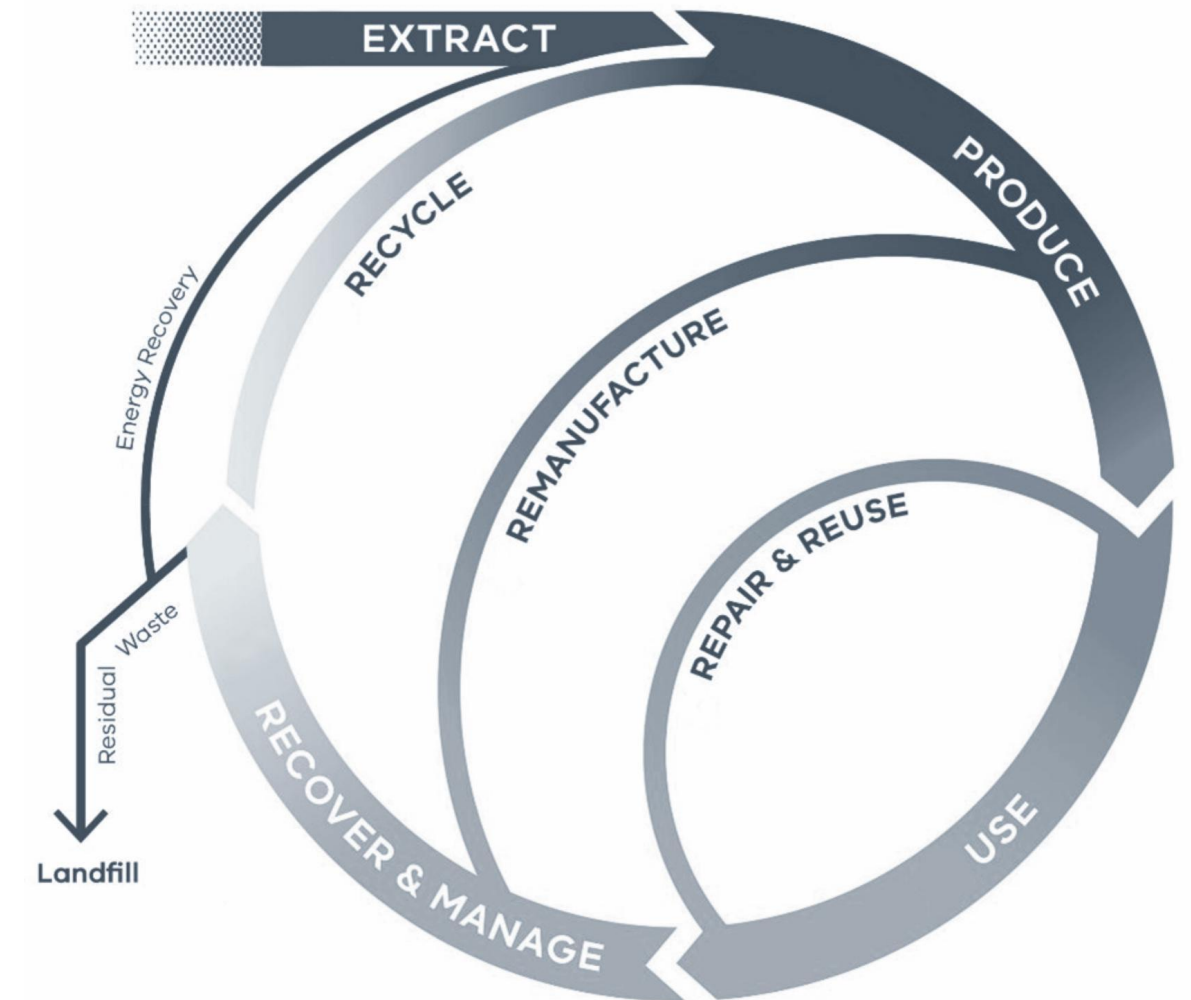 EXTRACT
PRODUCE
RECYCLE
REMANUFACTURE
Energy Recovery
REPAIR & REUSE
Waste
Residual
RECOVER & MANAGE
USE
Landfill